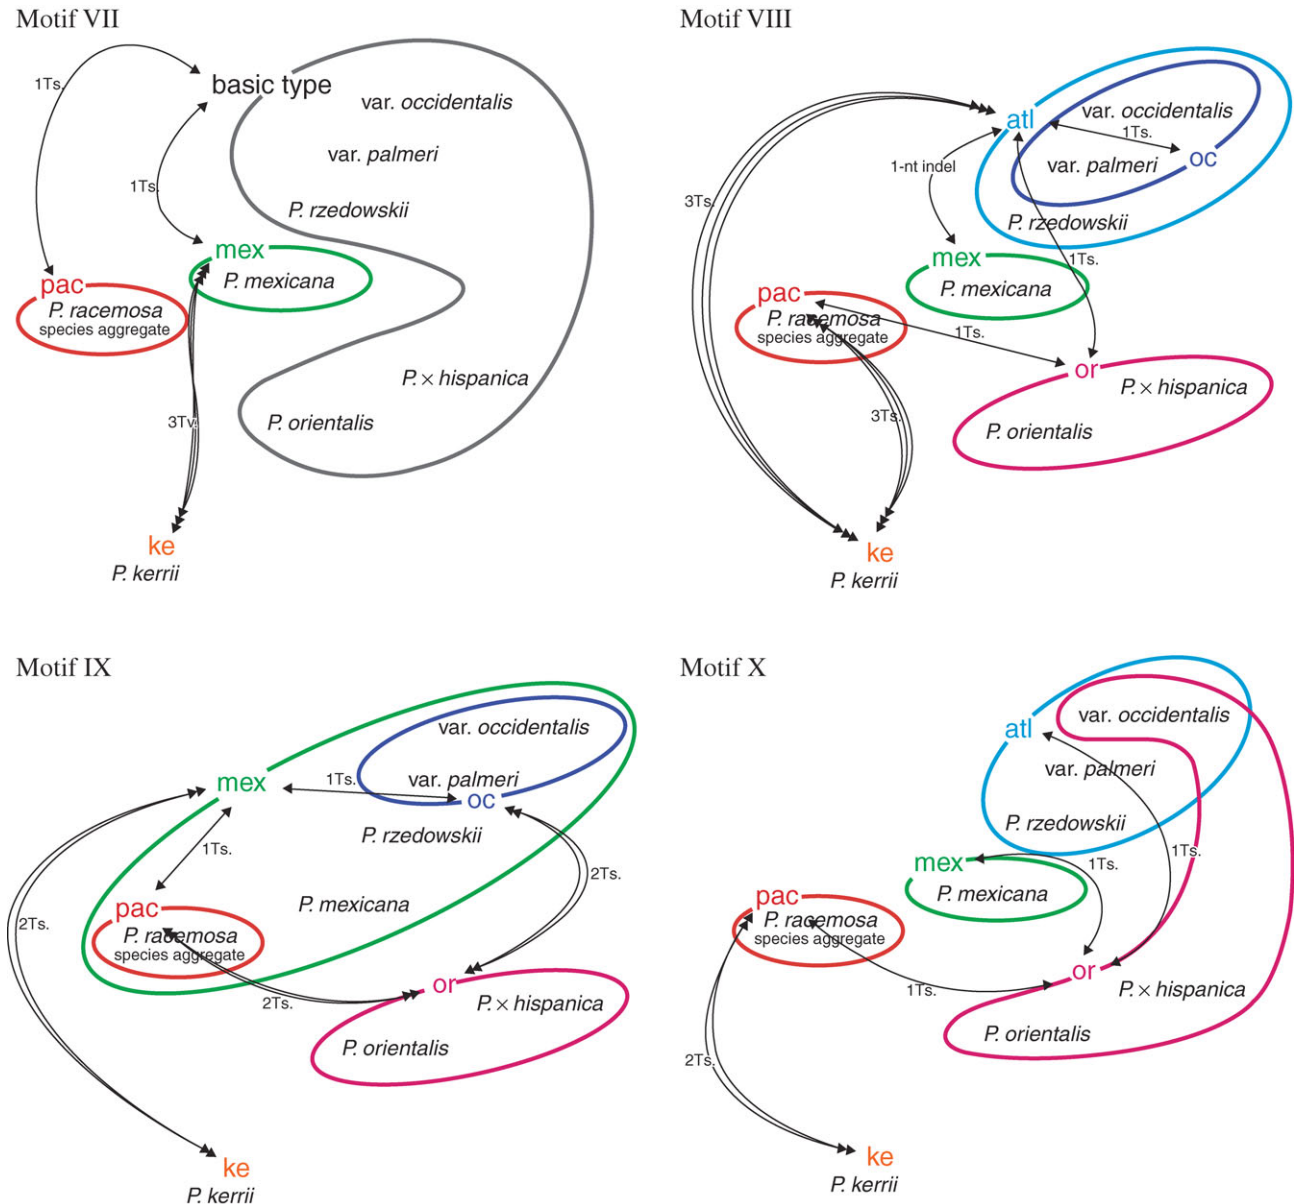 Motif VII
basic type
1Ts.
var. occidentalis
var. palmeri
1Ts.
P. rzedowskii
mex
P. mexicana
pac
P. racemosa
species aggregate
P. × hispanica
3Tv.
P. orientalis
ke
P. kerrii
Motif VIII
atl
var. occidentalis
1Ts.
var. palmeri
oc
1-nt indel
3Ts.
P. rzedowskii
mex
1Ts.
P. mexicana
pac
P. racemosa
species aggregate
1Ts.
or
P. × hispanica
3Ts.
P. orientalis
ke
P. kerrii
Motif IX
var. occidentalis
mex
1Ts.
var. palmeri
oc
P. rzedowskii
1Ts.
2Ts.
pac
P. mexicana
2Ts.
P. racemosa
species aggregate
or
2Ts.
P. × hispanica
P. orientalis
ke
P. kerrii
Motif X
var. occidentalis
atl
var. palmeri
P. rzedowskii
1Ts.
mex
1Ts.
pac
P. mexicana
P. racemosa
species aggregate
or
1Ts.
P. × hispanica
P. orientalis
2Ts.
ke
P. kerrii